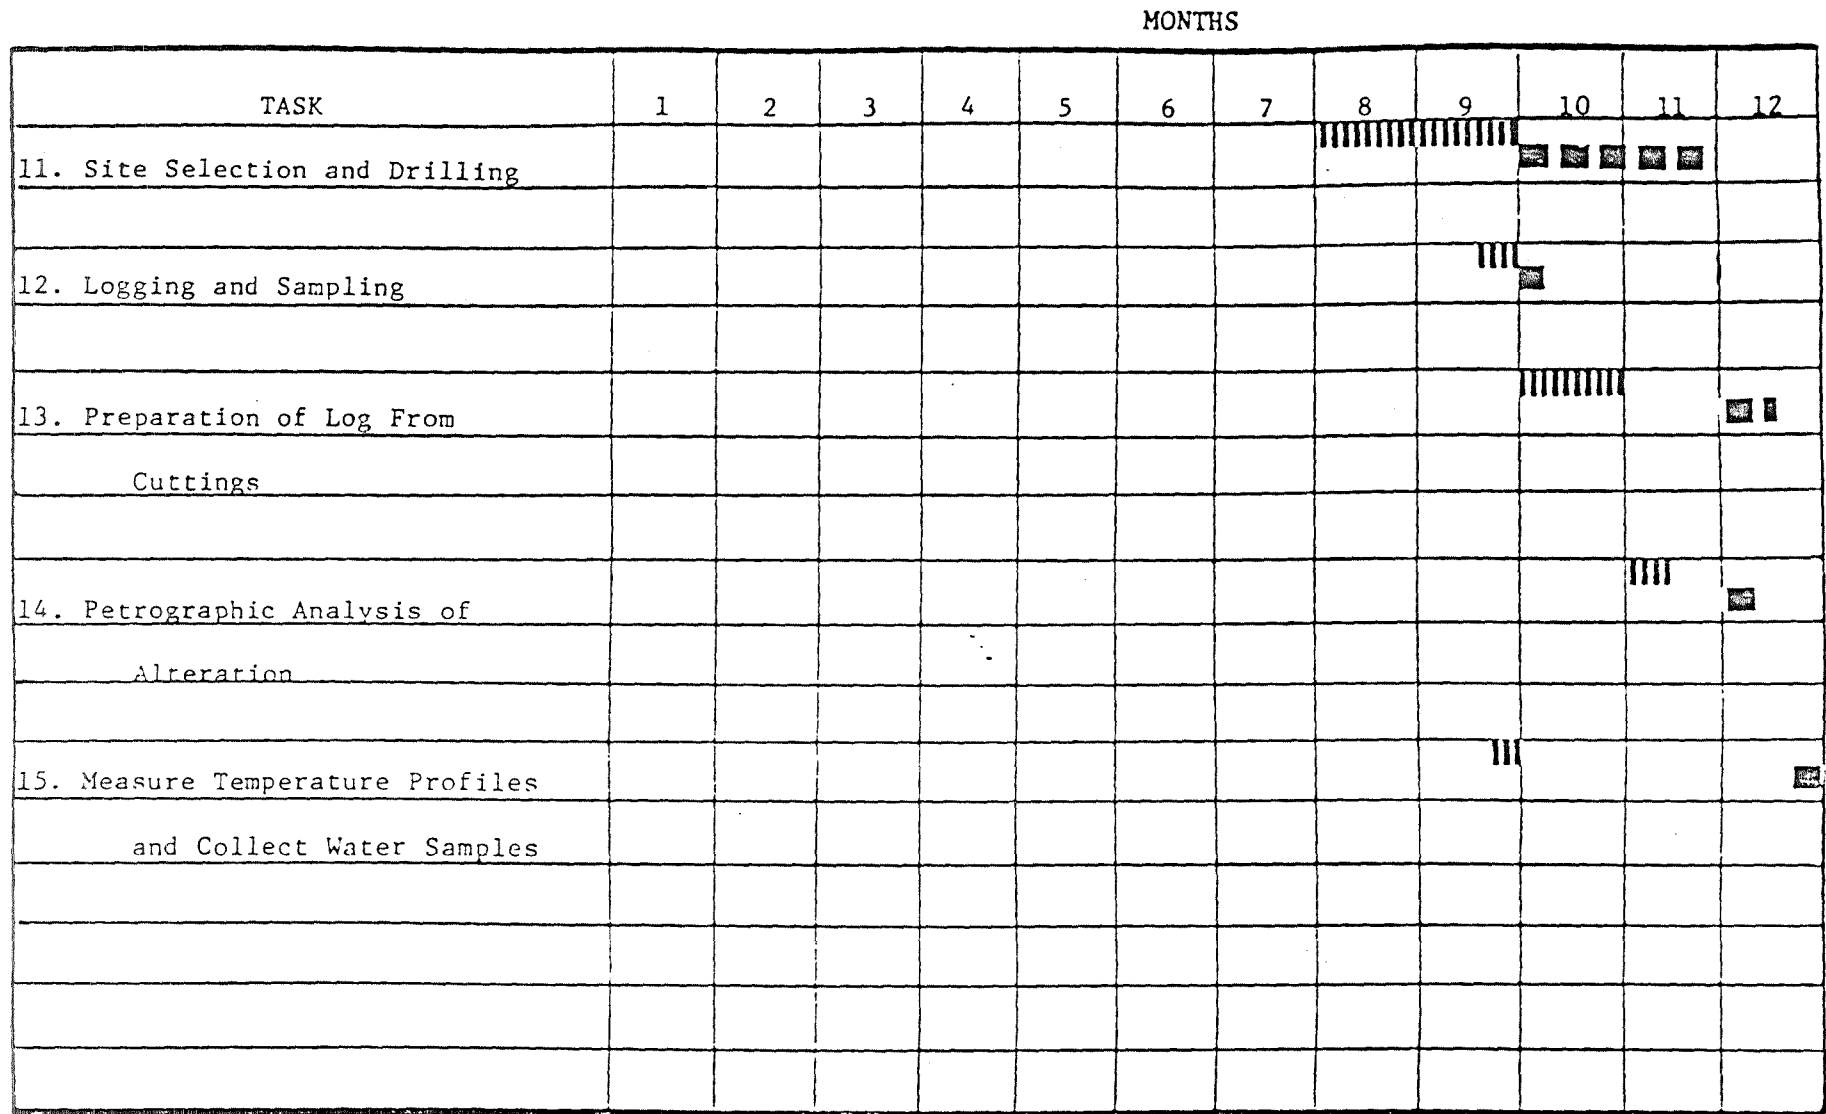 MONTHS
TASK 1 2 3 4 5 6 7 8 9 10 11 12
11. Site Selection and Drilling
12. Logging and Sampling
13. Preparation of Log From
Cuttings
14. Petrographic Analysis of
Alteration
15. Measure Temperature Profiles
and Collect Water Samples